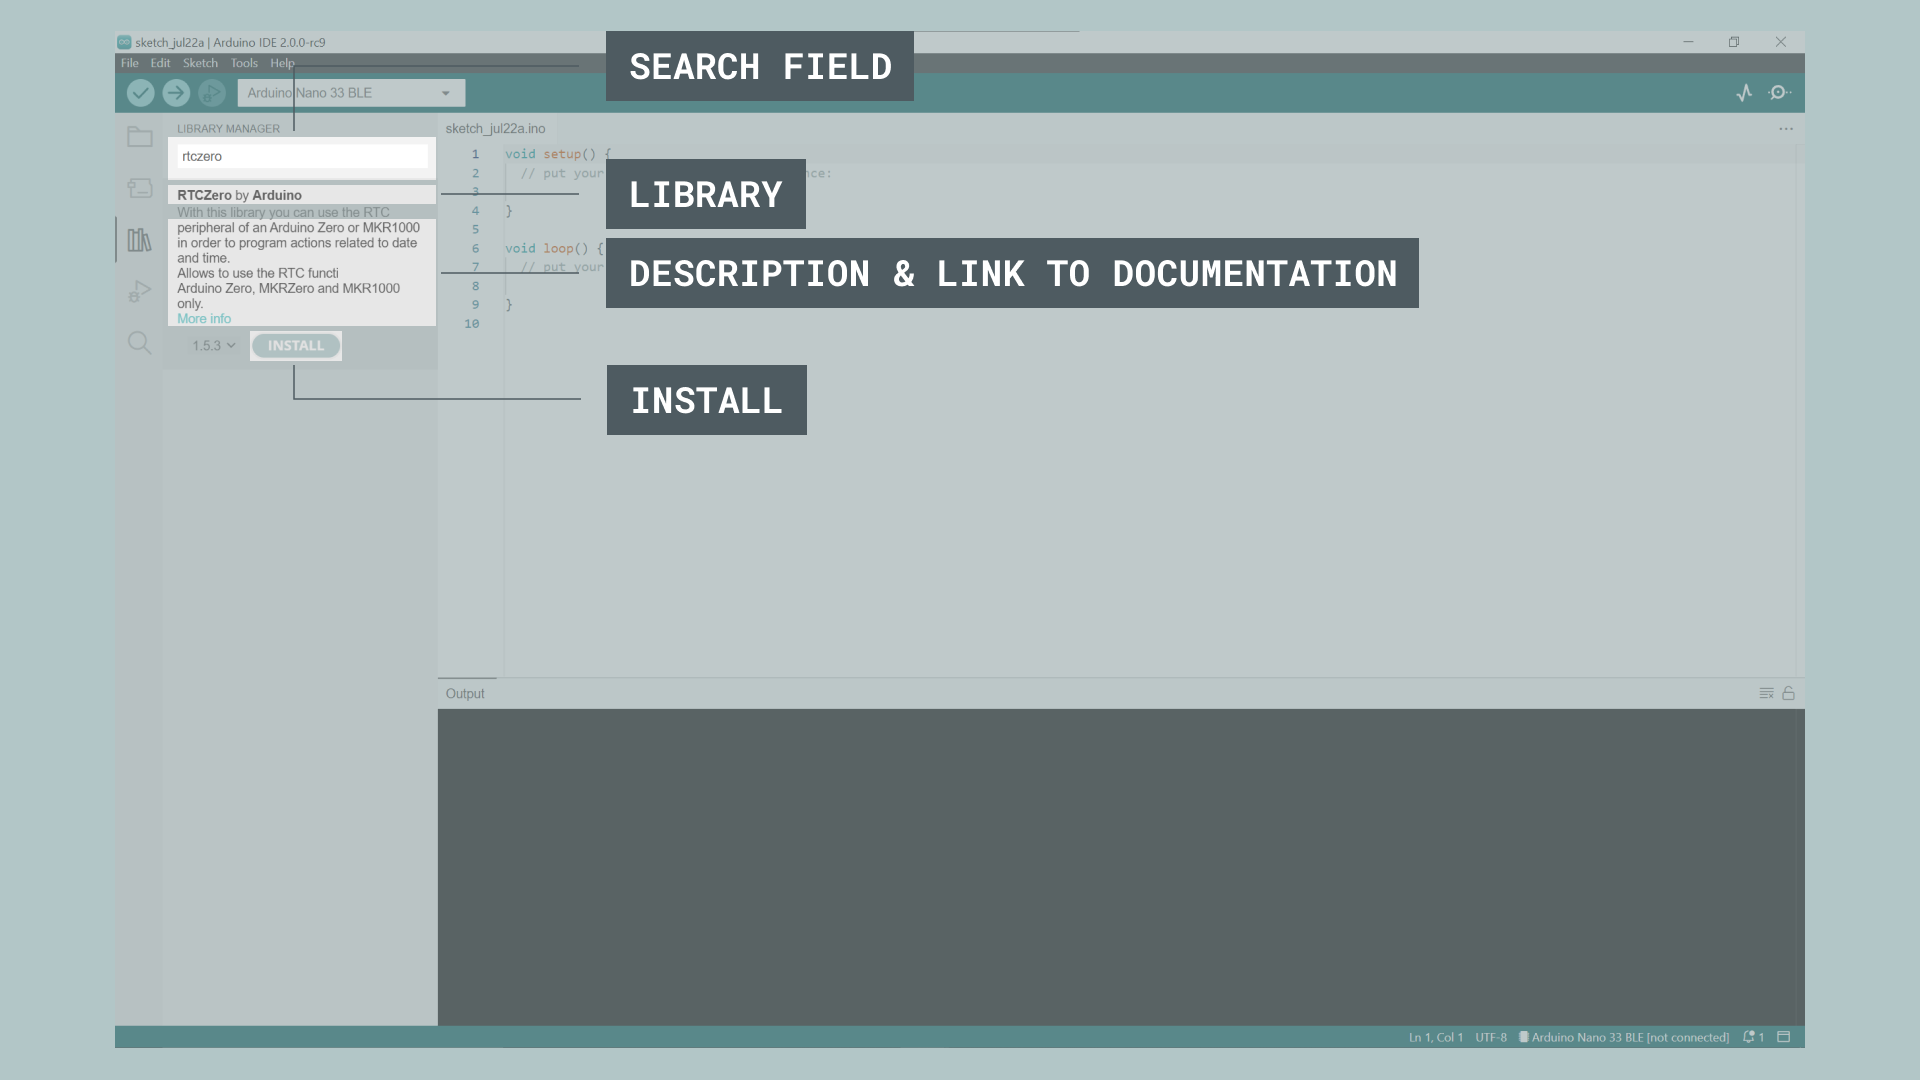 sketch_jul22a | Arduino IDE 2.0.0-rc9
File Edit Sketch Tools Help
SEARCH FIELD
Arduino Nano 33 BLE
LIBRARY MANAGER
sketch_jul22a.ino
rtczero
1 void setup() {
2 // put your nce:
3
4 }
5
6 void loop() {
7 // put your
8
9 }
10
LIBRARY
RTCZero by Arduino
With this library you can use the RTC
peripheral of an Arduino Zero or MKR1000
in order to program actions related to date
and time.
Allows to use the RTC functi
Arduino Zero, MKRZero and MKR1000
only.
More info
DESCRIPTION & LINK TO DOCUMENTATION
1.5.3 INSTALL
INSTALL
Output
Ln 1, Col 1 UTF-8 Arduino Nano 33 BLE [not connected] 1